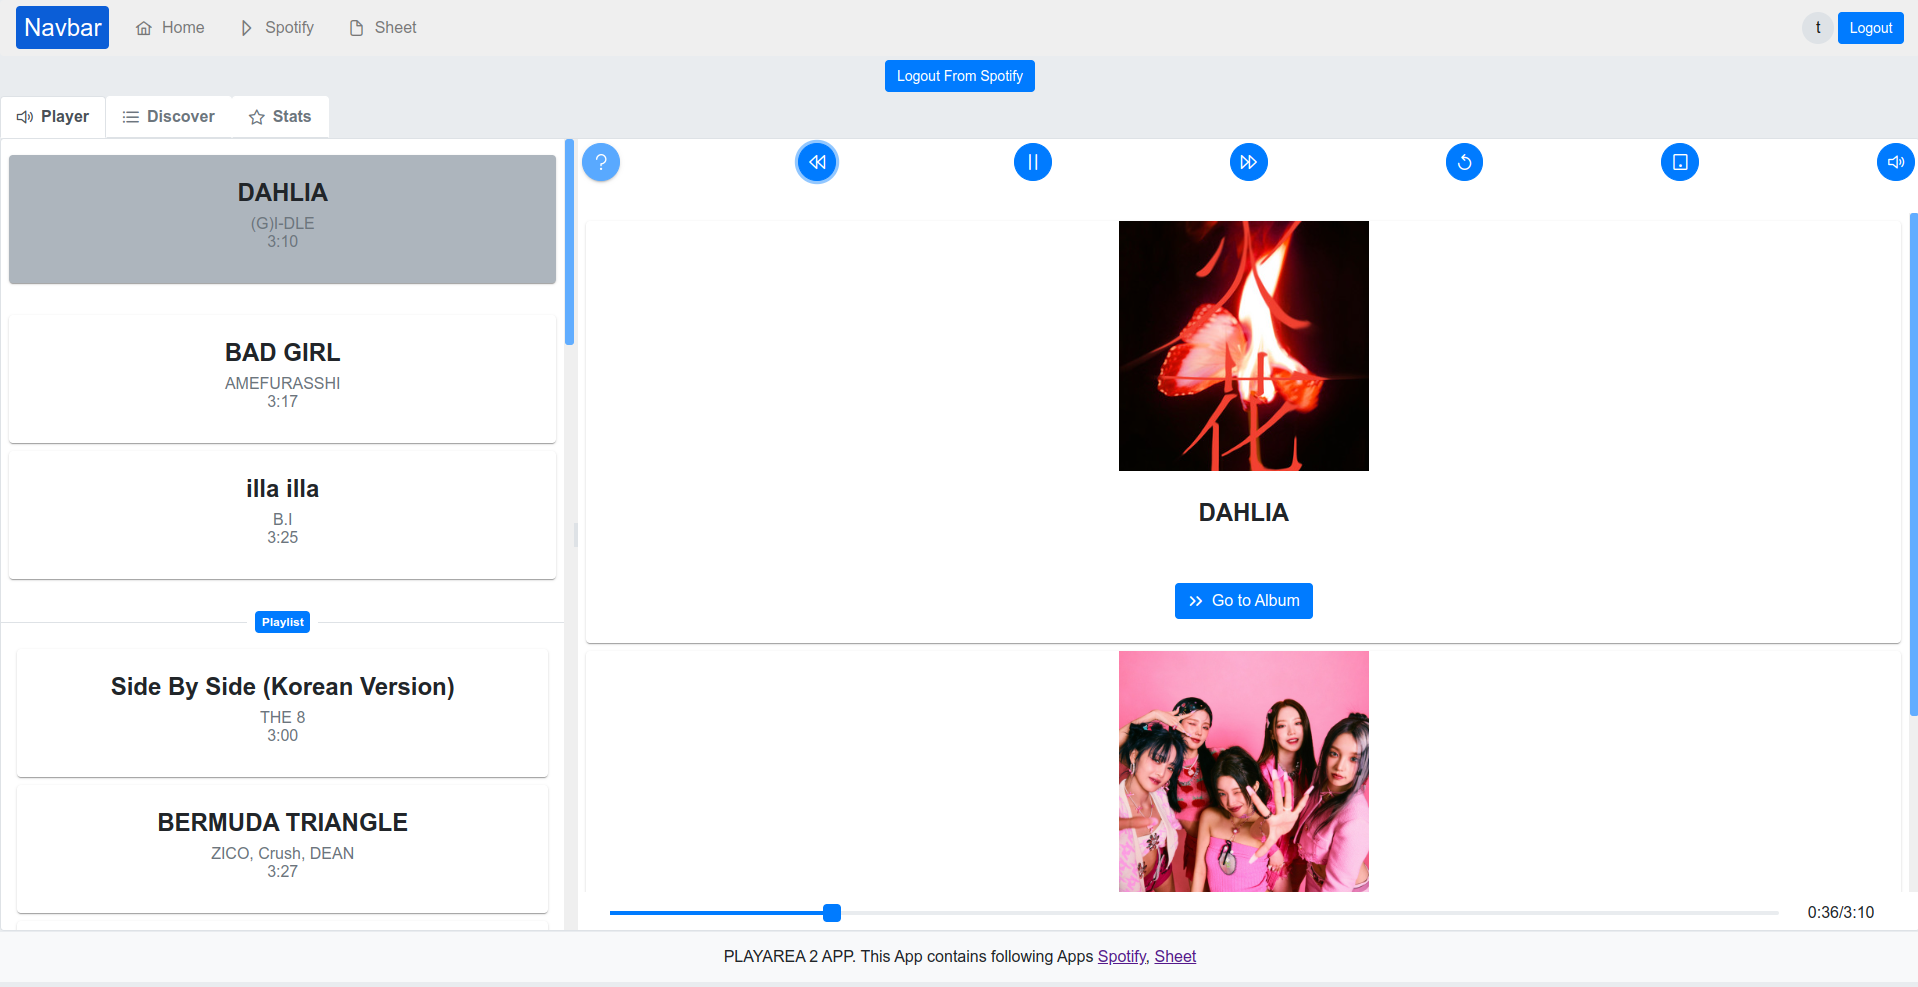 Navbar
Home
Spotify
Sheet
t
Logout
Logout From Spotify
Player
Discover
Stats
DAHLIA
(G)I-DLE
3:10
BAD GIRL
AMEFURASSHI
3:17
illa illa
B.I
3:25
Playlist
Side By Side (Korean Version)
THE 8
3:00
BERMUDA TRIANGLE
ZICO, Crush, DEAN
3:27
?
火
花
DAHLIA
Go to Album
0:36/3:10
PLAYAREA 2 APP. This App contains following Apps Spotify, Sheet